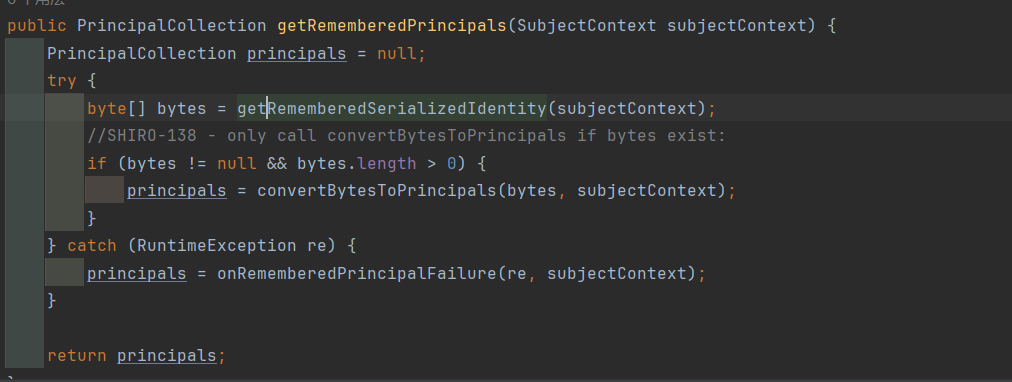 public PrincipalCollection getRememberedPrincipals(SubjectContext subjectContext) {
PrincipalCollection principals = null;
try {
byte[] bytes = getRememberedSerializedIdentity(subjectContext);
//SHIRO-138 - only call convertBytesToPrincipals if bytes exist:
if (bytes != null && bytes.length > 0) {
principals = convertBytesToPrincipals(bytes, subjectContext);
}
} catch (RuntimeException re) {
principals = onRememberedPrincipalFailure(re, subjectContext);
}
return principals;